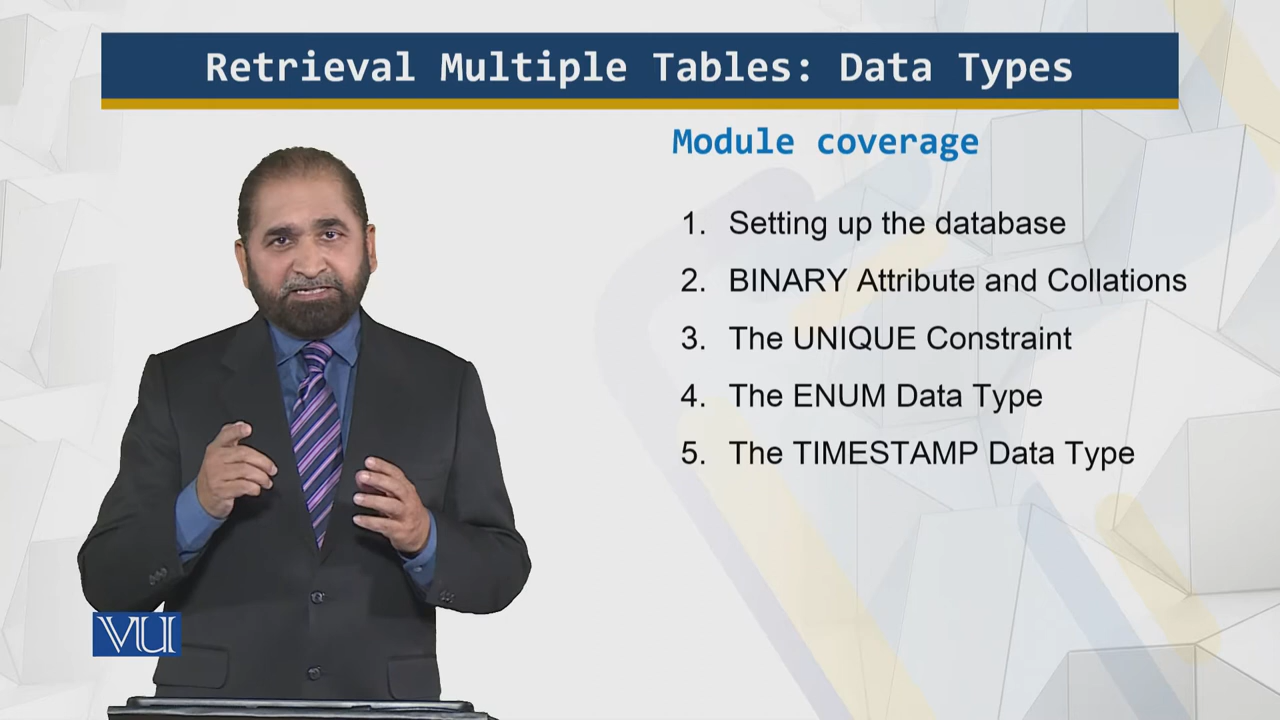 Retrieval Multiple Tables: Data Types
Module coverage
1. Setting up the database
2. BINARY Attribute and Collations
3. The UNIQUE Constraint
4. The ENUM Data Type
5. The TIMESTAMP Data Type
VU